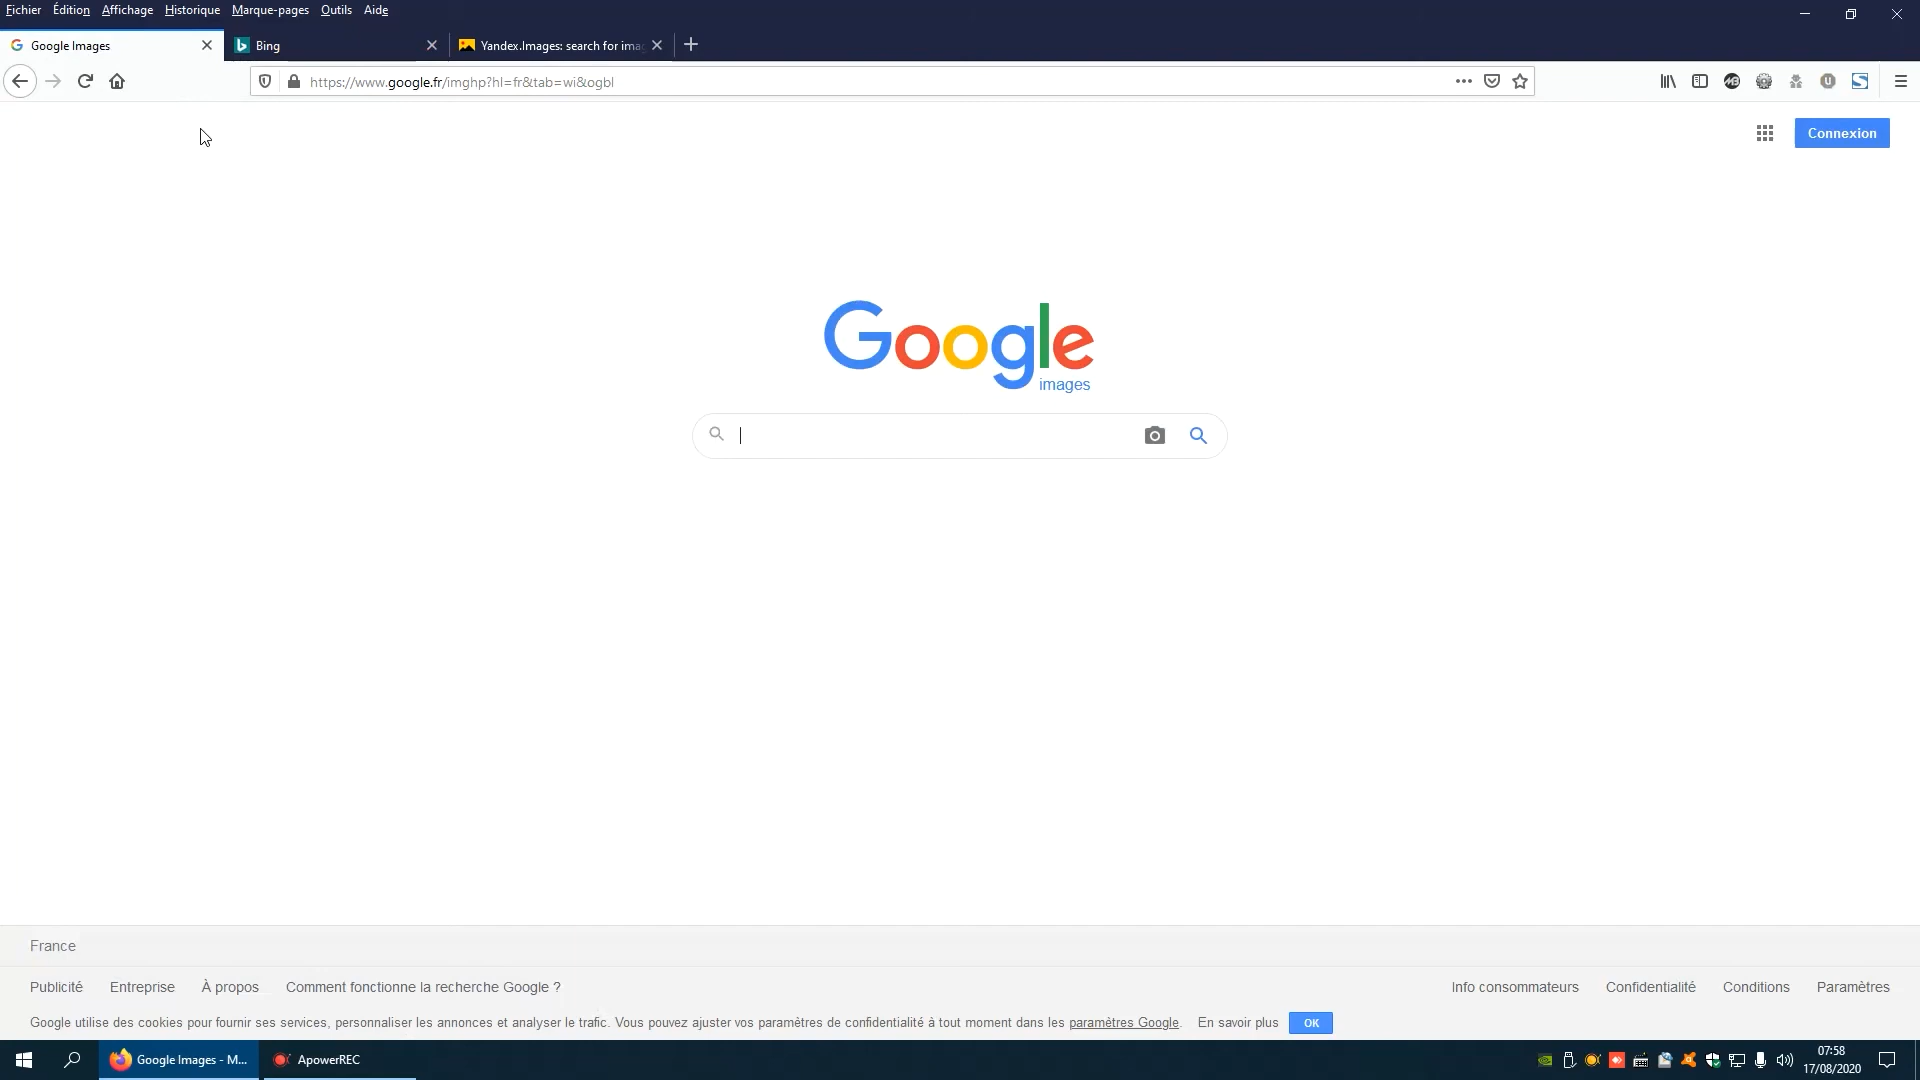 Fichier Édition Affichage Historique Marque-pages Outils Aide
Google Images
Bing
Yandex.Images: search for ima
https://www.google.fr/imghp?hl=fr&tab=wi&ogbl
Connexion
Google
images
France
Publicité Entreprise À propos Comment fonctionne la recherche Google ?
Info consommateurs Confidentialité Conditions Paramètres
Google utilise des cookies pour fournir ses services, personnaliser les annonces et analyser le trafic. Vous pouvez ajuster vos paramètres de confidentialité à tout moment dans les paramètres Google. En savoir plus OK
Google Images - M...
ApowerREC
07:58
17/08/2020